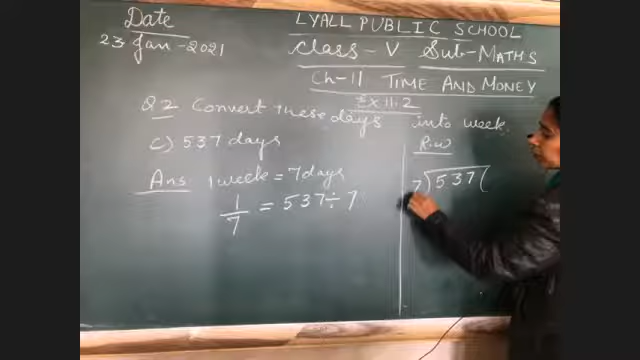 Date
23 Jan-2021
LYALL PUBLIC SCHOOL
Class-V Sub-MATHS
Ch-11 TIME AND MONEY
Ex 11.2
Q2 Convert these days into week.
c) 537 days
Ans: 1 week = 7 days
1/7 = 537 ÷ 7
R.W
7)537(